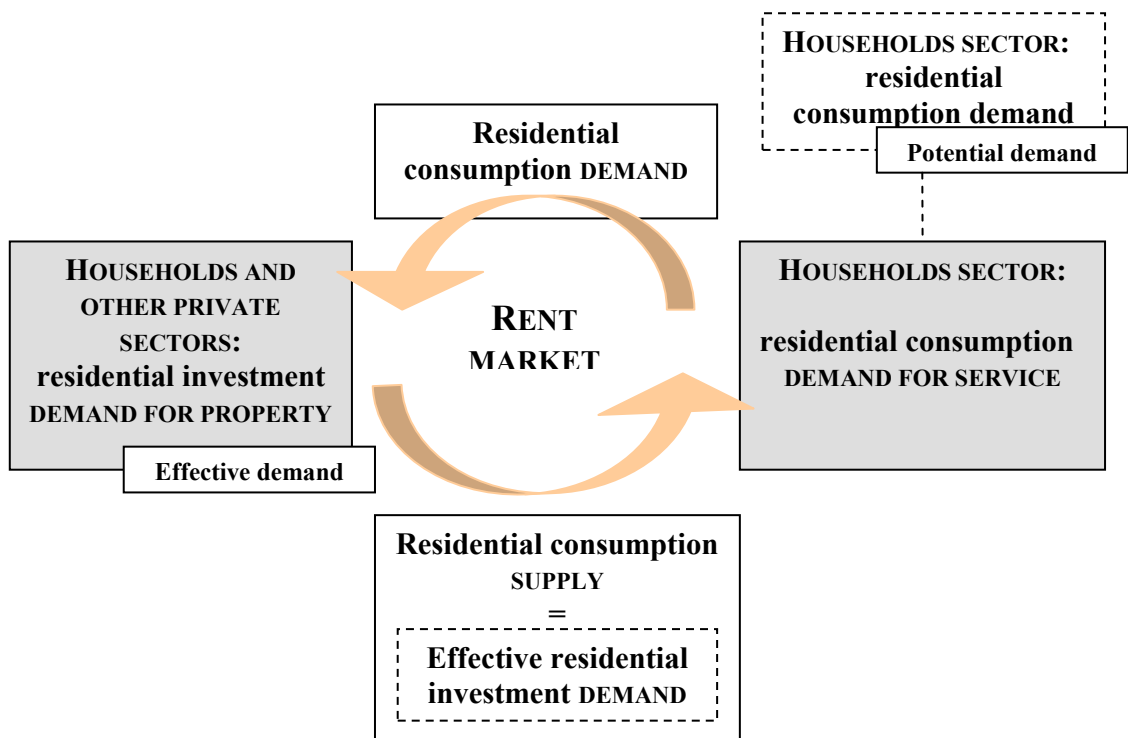 HOUSEHOLDS SECTOR:
residential
consumption demand
Potential demand
Residential
consumption DEMAND
HOUSEHOLDS AND
OTHER PRIVATE
SECTORS:
residential investment
DEMAND FOR PROPERTY
Effective demand
RENT
MARKET
HOUSEHOLDS SECTOR:
residential consumption
DEMAND FOR SERVICE
Residential consumption
SUPPLY
=
Effective residential
investment DEMAND